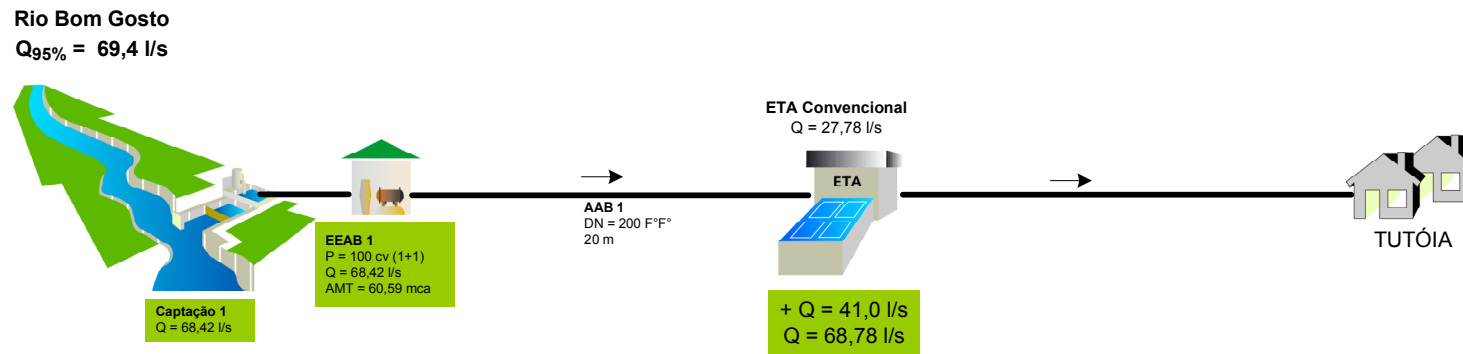 Rio Bom Gosto
Q95% = 69,4 l/s
ETA Convencional
Q = 27,78 l/s
ETA
AAB 1
DN = 200 F°F°
20 m
EEAB 1
P = 100 cv (1+1)
Q = 68,42 l/s
AMT = 60,59 mca
Captação 1
Q = 68,42 l/s
+ Q = 41,0 l/s
Q = 68,78 l/s
TUTÓIA